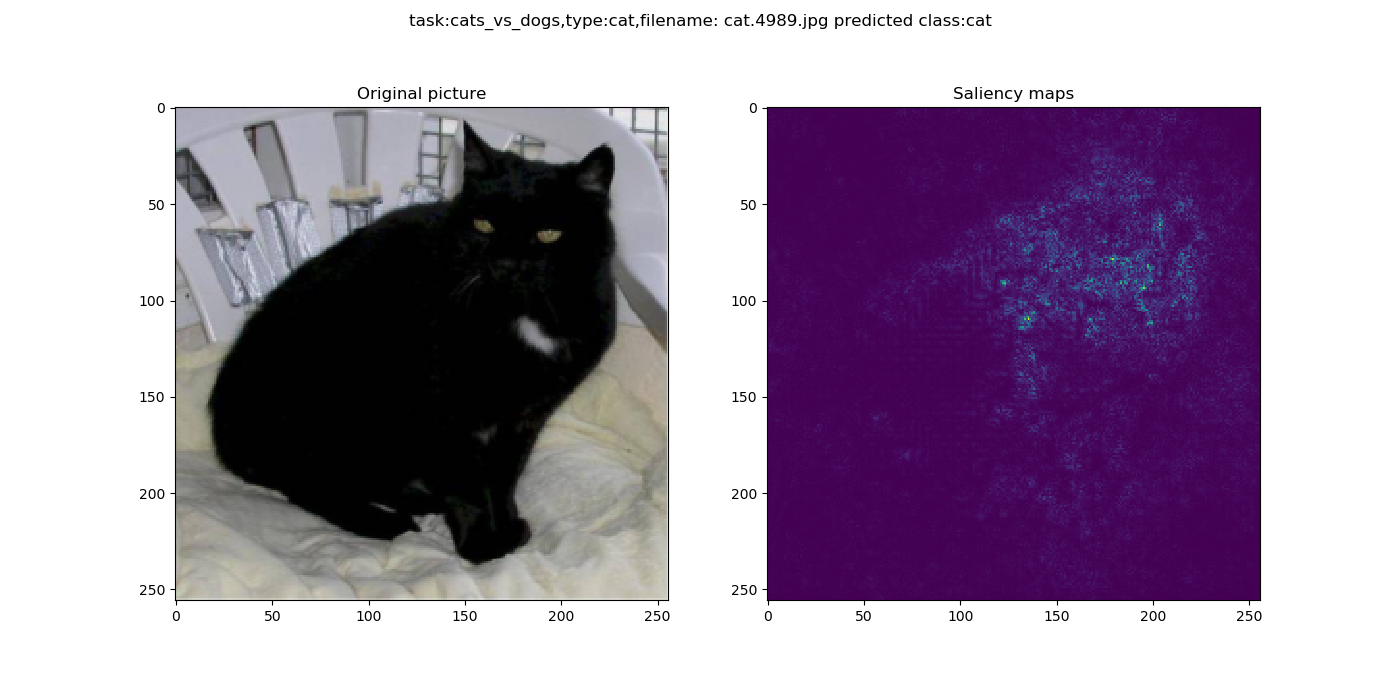 task:cats_vs_dogs,type:cat,filename: cat.4989.jpg predicted class:cat
Original picture
Saliency maps
0
50
100
150
200
250
0 50 100 150 200 250
0
50
100
150
200
250
0 50 100 150 200 250